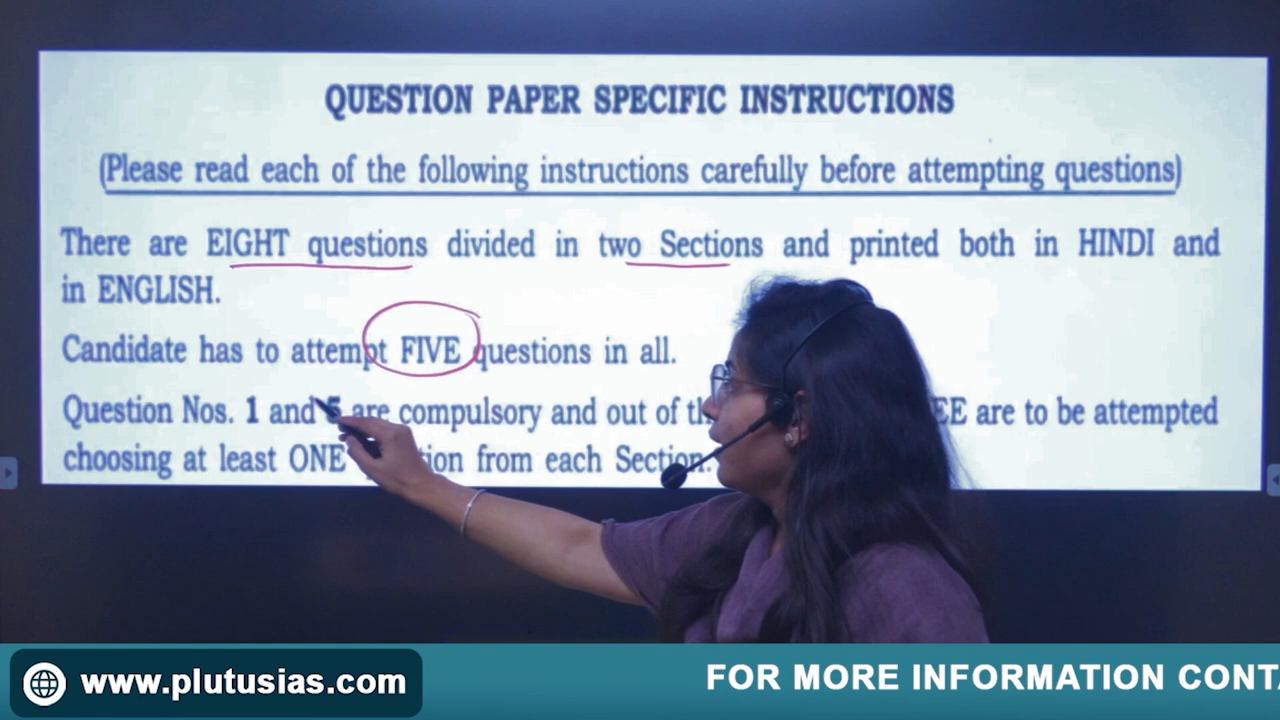 QUESTION PAPER SPECIFIC INSTRUCTIONS
(Please read each of the following instructions carefully before attempting questions)
There are EIGHT questions divided in two Sections and printed both in HINDI and
in ENGLISH.
Candidate has to attempt FIVE questions in all.
Question Nos. 1 and 5 are compulsory and out of are to be attempted
choosing at least ONE from each Section.
www.plutusias.com
FOR MORE INFORMATION